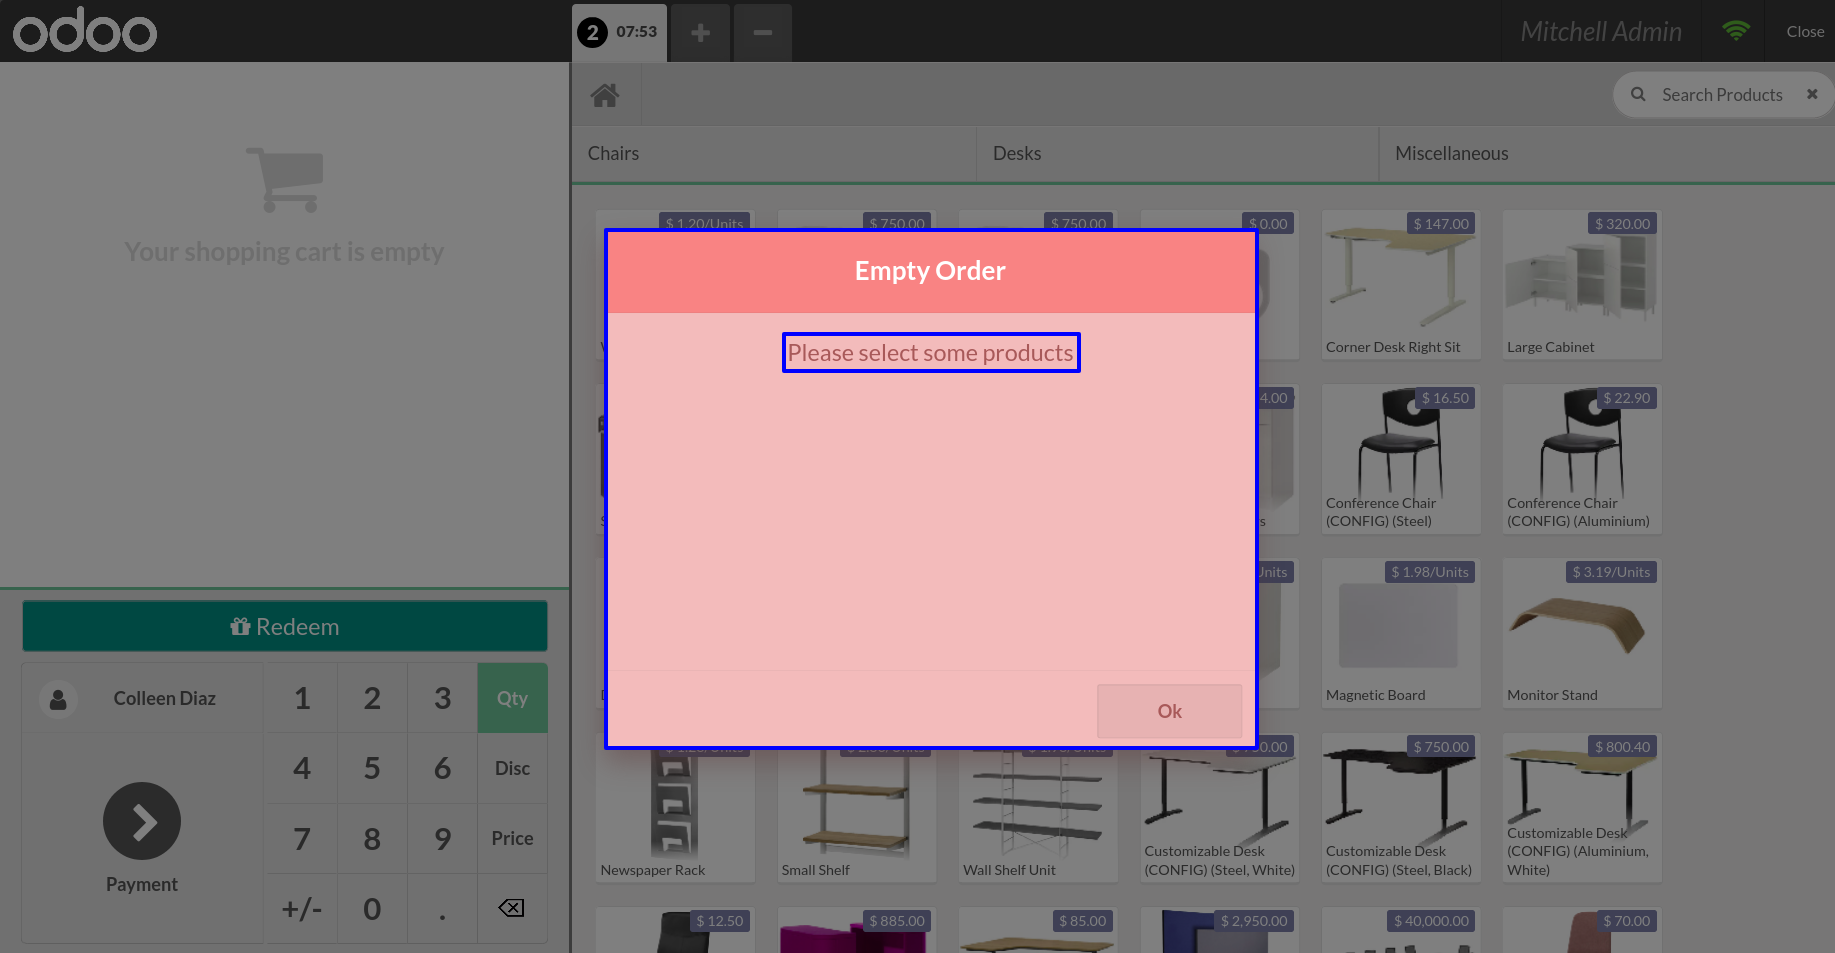 odoo
2 07:53
Mitchell Admin
Close
Search Products
Chairs
Desks
Miscellaneous
Your shopping cart is empty
Redeem
Colleen Diaz
Payment
1 2 3 Qty
4 5 6 Disc
7 8 9 Price
+/- 0 .
Empty Order
Please select some products
Ok
$ 1.20/Units
$ 750.00
$ 750.00
$ 0.00
$ 147.00
Corner Desk Right Sit
$ 320.00
Large Cabinet
4.00
$ 16.50
Conference Chair
(CONFIG) (Steel)
$ 22.90
Conference Chair
(CONFIG) (Aluminium)
Units
$ 1.98/Units
Magnetic Board
$ 3.19/Units
Monitor Stand
Newspaper Rack
Small Shelf
Wall Shelf Unit
Customizable Desk
(CONFIG) (Steel, White)
$ 750.00
Customizable Desk
(CONFIG) (Steel, Black)
$ 800.40
Customizable Desk
(CONFIG) (Aluminium,
White)
$ 12.50
$ 885.00
$ 85.00
$ 2,950.00
$ 40,000.00
$ 70.00